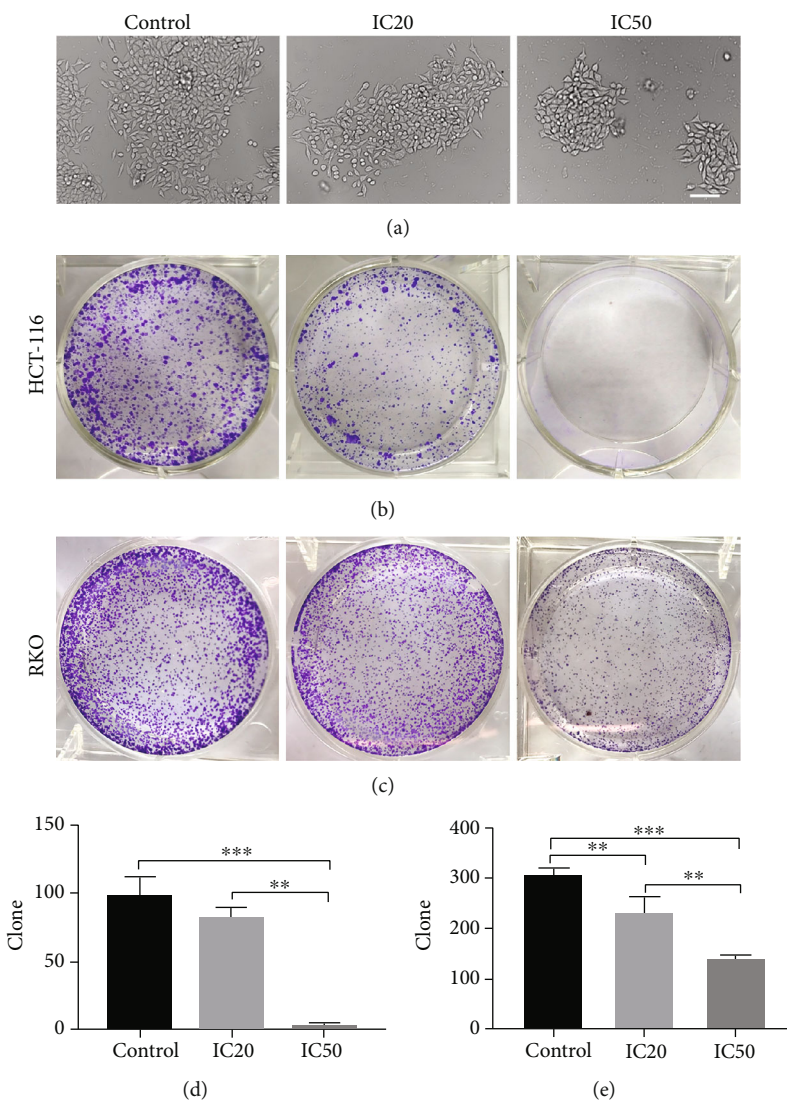 Control IC20 IC50
(a)
HCT-116
(b)
RKO
(c)
150
100
50
0
Clone
***
**
Control IC20 IC50
(d)
400
300
200
100
0
Clone
***
**
**
Control IC20 IC50
(e)